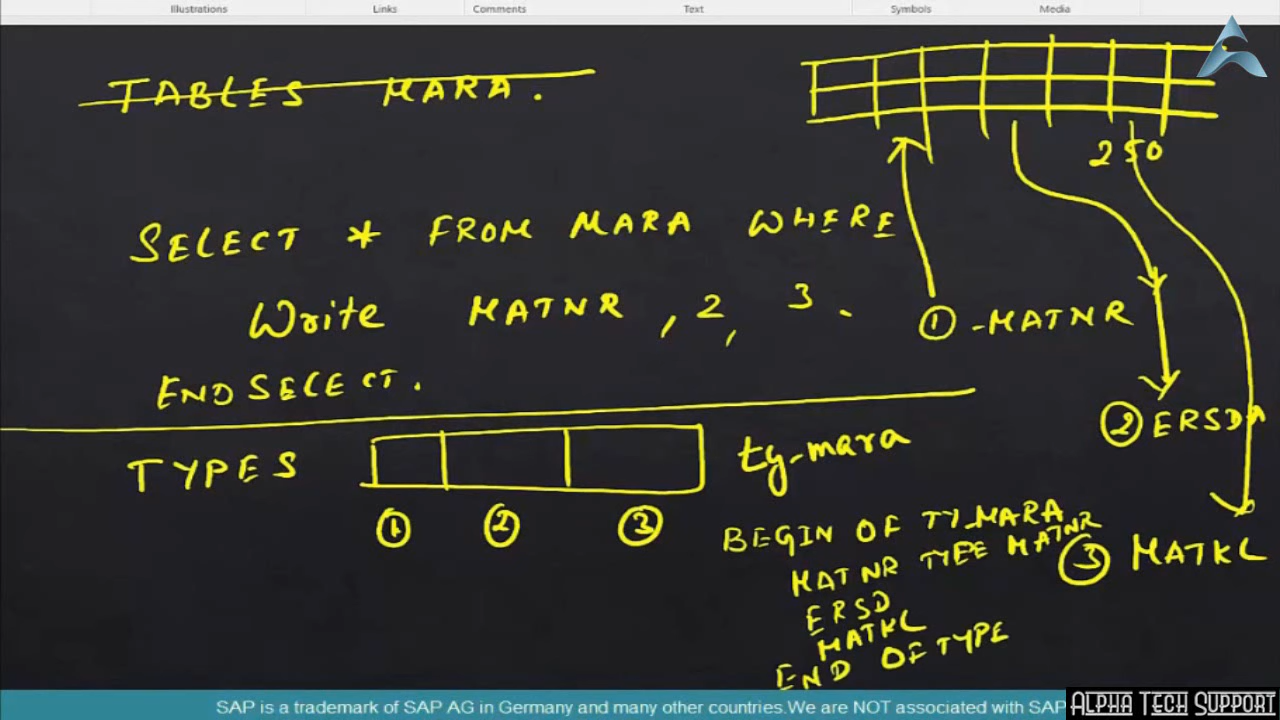 Illustrations Links Comments Text Symbols Media
TABLES MARA.
250
SELECT * FROM MARA WHERE
Write MATNR, 2, 3.
① -MATNR
ENDSELECT.
② ERSDA
TYPES ty-mara
① ② ③
BEGIN OF TY-MARA
MATNR TYPE MATNR
③ MATKL
ERSD
MATKL
END OF TYPE
SAP is a trademark of SAP AG in Germany and many other countries.We are NOT associated with SAP
ALPHA TECH SUPPORT